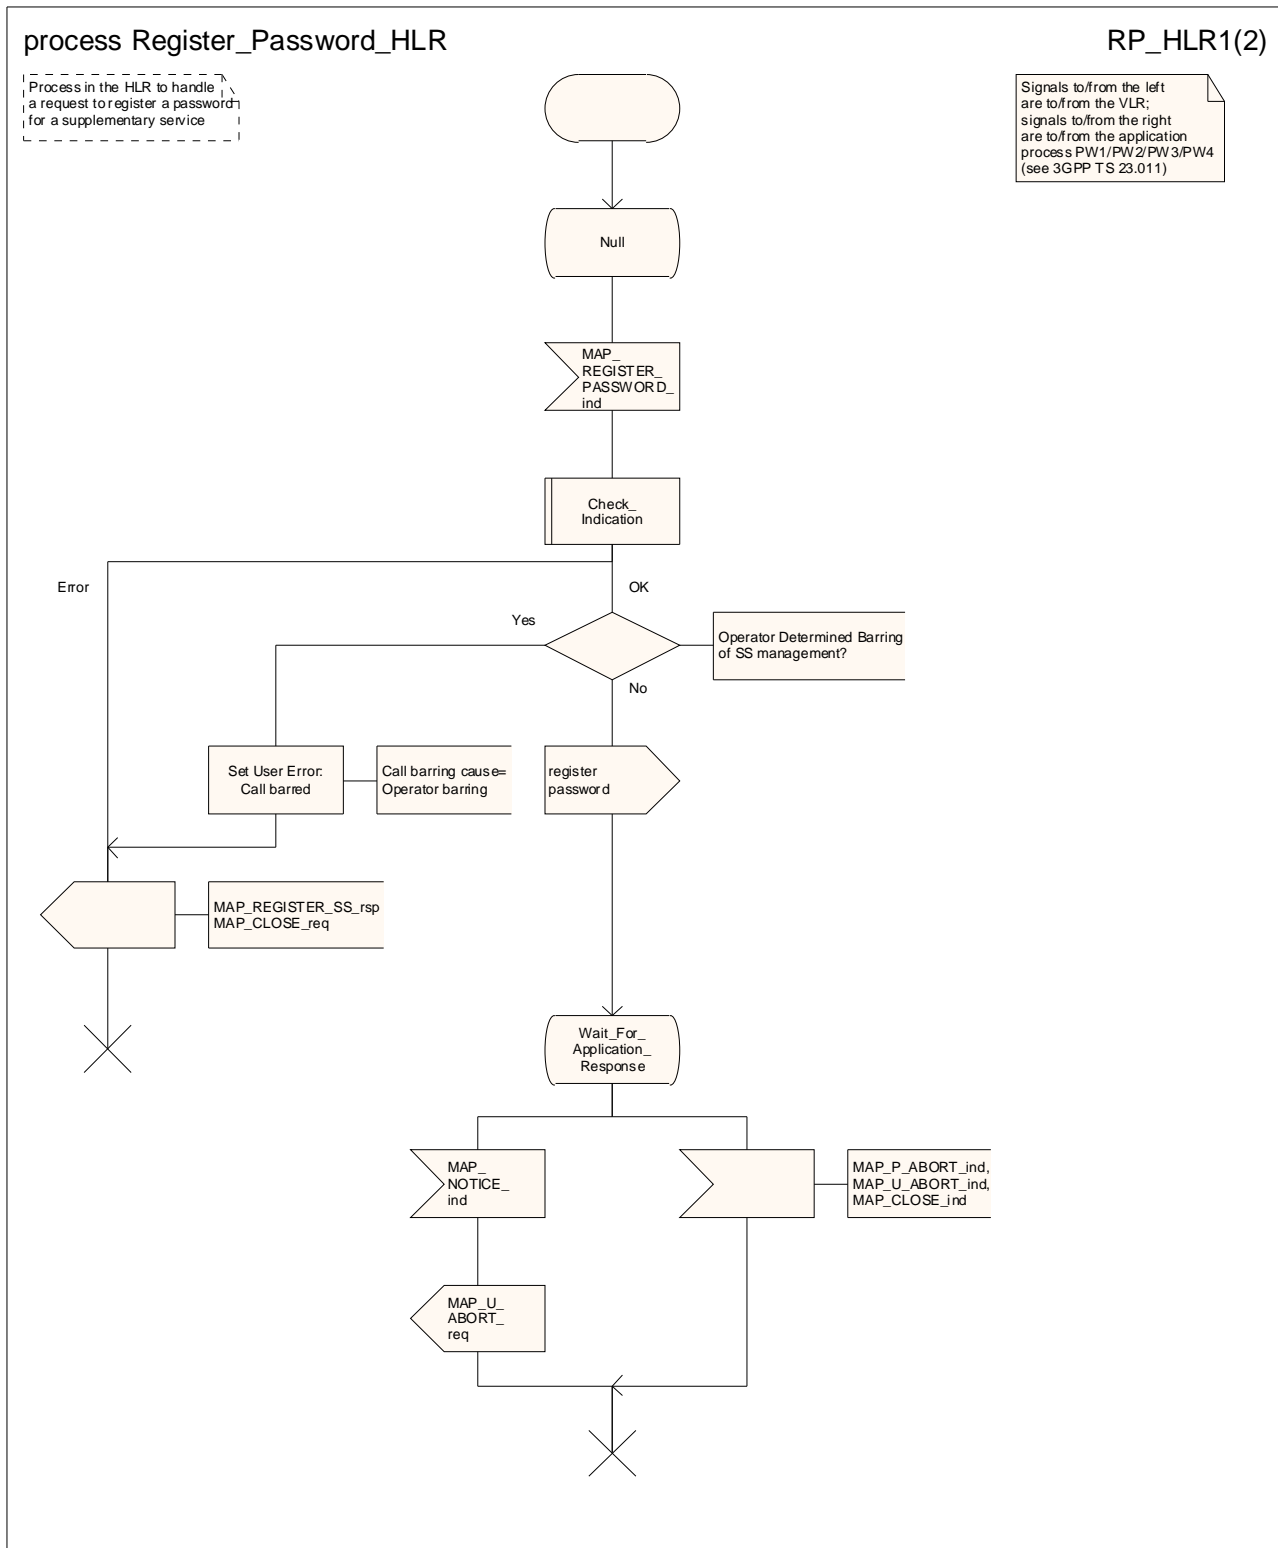 process Register_Password_HLR
RP_HLR1(2)
Process in the HLR to handle
a request to register a password
for a supplementary service
Signals to/from the left
are to/from the VLR;
signals to/from the right
are to/from the application
process PW1/PW2/PW3/PW4
(see 3GPP TS 23.011)
Null
MAP_
REGISTER_
PASSWORD_
ind
Check_
Indication
Error
OK
Yes
Operator Determined Barring
of SS management?
No
Set User Error:
Call barred
Call barring cause=
Operator barring
register
password
MAP_REGISTER_SS_rsp
MAP_CLOSE_req
Wait_For_
Application_
Response
MAP_
NOTICE_
ind
MAP_P_ABORT_ind,
MAP_U_ABORT_ind,
MAP_CLOSE_ind
MAP_U_
ABORT_
req